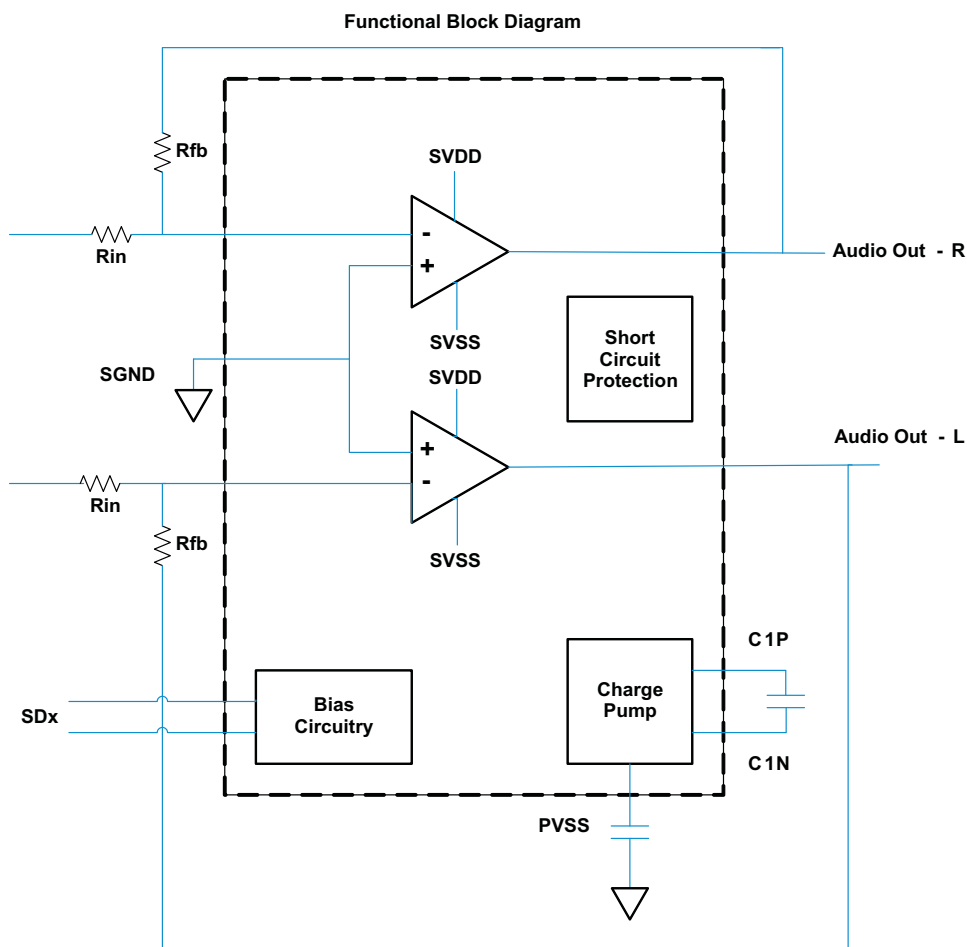 Functional Block Diagram
Rfb
SVDD
Rin
-
+
Audio Out - R
SVSS
SGND
SVDD
Short
Circuit
Protection
Audio Out - L
+
-
Rin
Rfb
SVSS
SDx
Bias
Circuitry
Charge
Pump
C1P
C1N
PVSS